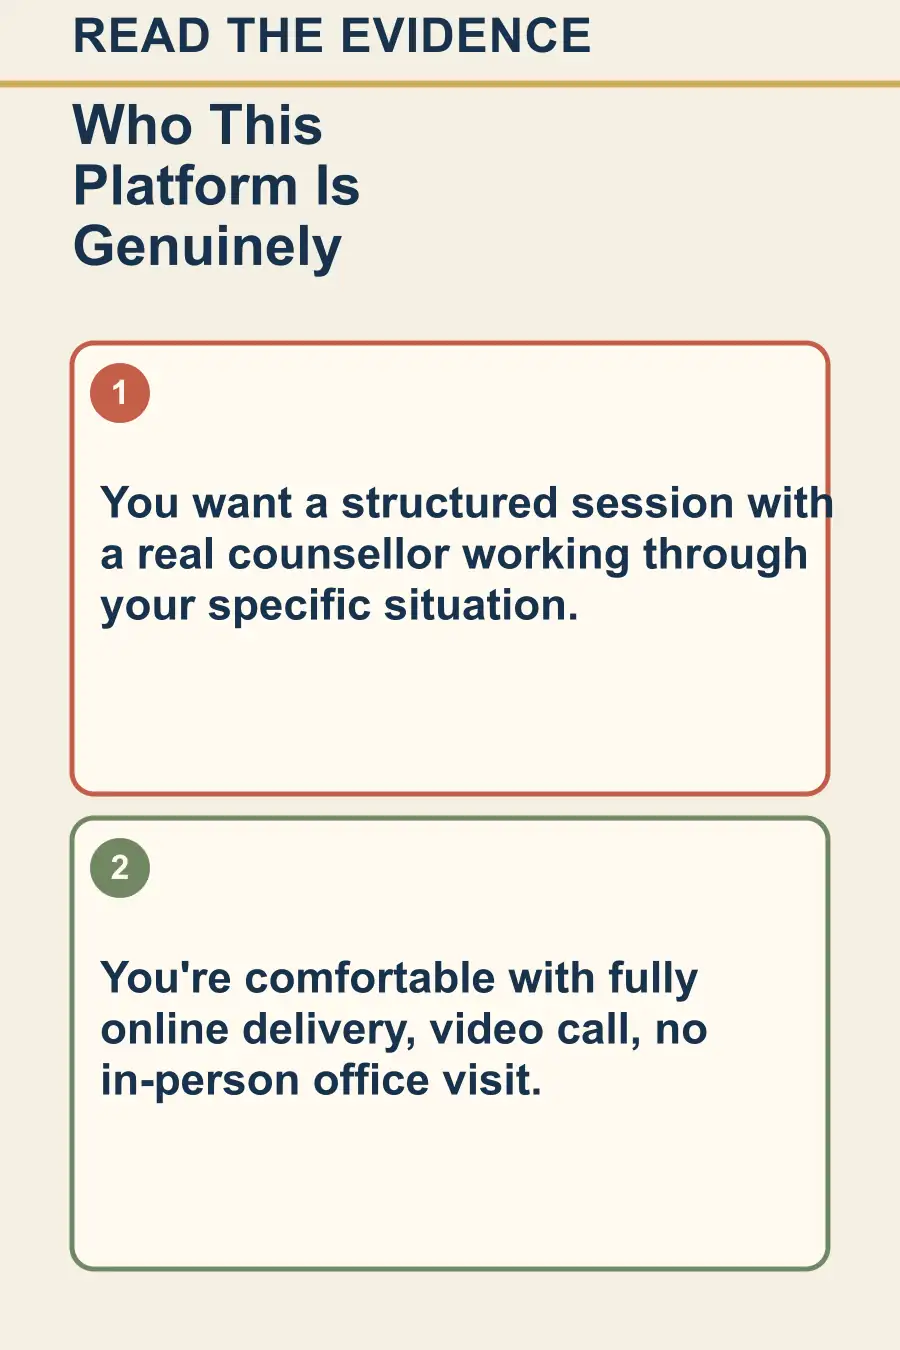 READ THE EVIDENCE
Who This
Platform Is
Genuinely
1
You want a structured session with
a real counsellor working through
your specific situation.
2
You're comfortable with fully
online delivery, video call, no
in-person office visit.